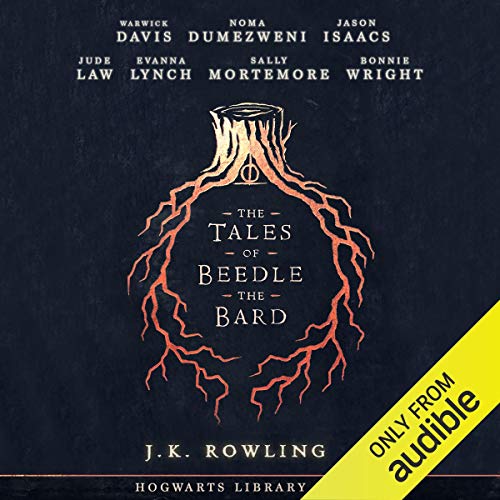 WARWICK NOMA JASON
DAVIS DUMEZWENI ISAACS
JUDE EVANNA SALLY BONNIE
LAW LYNCH MORTEMORE WRIGHT
THE
TALES
OF
BEEDLE
THE
BARD
J.K. ROWLING
HOGWARTS LIBRARY
ONLY FROM
audible